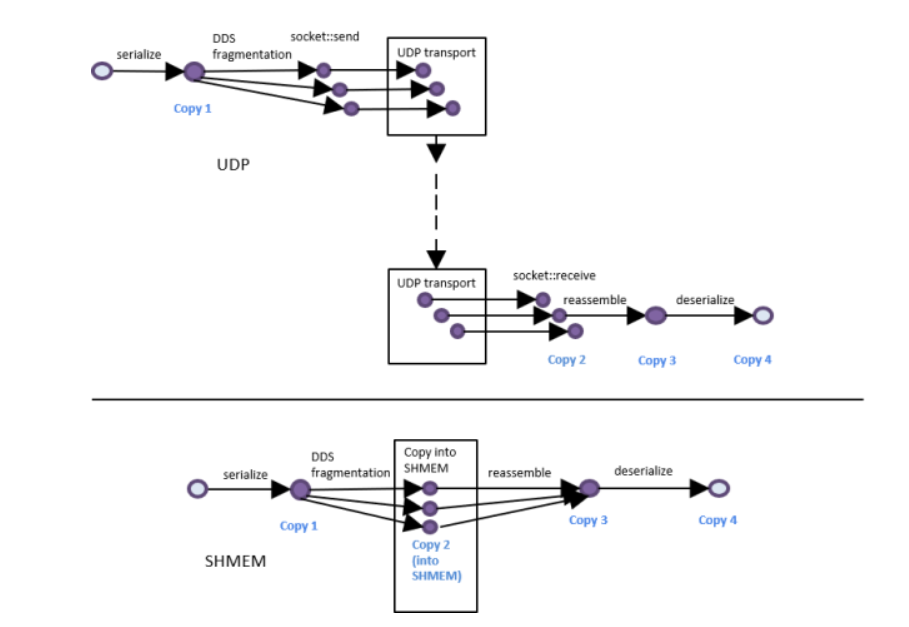 serialize
DDS
fragmentation
socket::send
UDP transport
Copy 1
UDP
UDP transport
socket::receive
reassemble
deserialize
Copy 2
Copy 3
Copy 4
serialize
DDS
fragmentation
Copy into
SHMEM
reassemble
deserialize
Copy 1
Copy 2
(into
SHMEM)
Copy 3
Copy 4
SHMEM